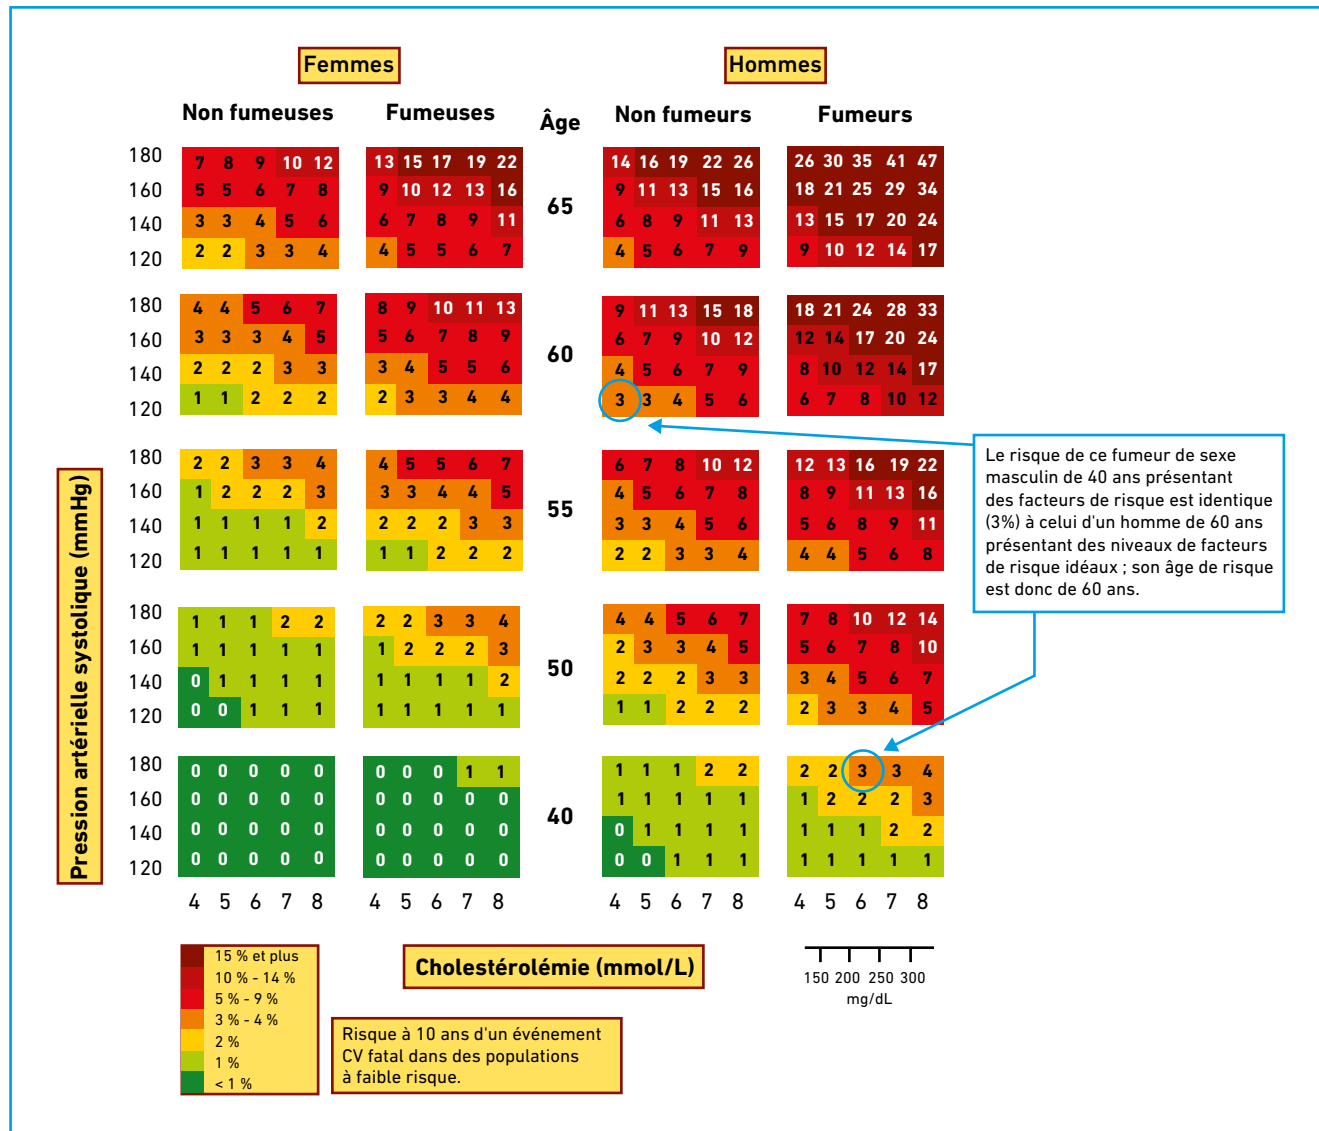 Femmes Hommes
Non fumeuses Fumeuses Âge Non fumeurs Fumeurs
180 7 8 9 10 12 13 15 17 19 22 14 16 19 22 26 26 30 35 41 47
160 5 5 6 7 8 9 10 12 13 16 9 11 13 15 16 18 21 25 29 34
65
140 3 3 4 5 6 6 7 8 9 11 6 8 9 11 13 13 15 17 20 24
120 2 2 3 3 4 4 5 5 6 7 4 5 6 7 9 9 10 12 14 17
180 4 4 5 6 7 8 9 10 11 13 9 11 13 15 18 18 21 24 28 33
160 3 3 3 4 5 5 6 7 8 9 6 7 9 10 12 12 14 17 20 24
60
140 2 2 2 3 3 3 4 5 5 6 4 5 6 7 9 8 10 12 14 17
120 1 1 2 2 2 2 3 3 4 4 3 3 4 5 6 6 7 8 10 12
180 2 2 3 3 4 4 5 5 6 7 6 7 8 10 12 12 13 16 19 22
160 1 2 2 2 3 3 3 4 4 5 4 5 6 7 8 8 9 11 13 16
55
140 1 1 1 1 2 2 2 2 3 3 3 3 4 5 6 5 6 8 9 11
120 1 1 1 1 1 1 1 2 2 2 2 2 3 3 4 4 4 5 6 8
180 1 1 1 2 2 2 2 3 3 4 4 4 5 6 7 7 8 10 12 14
160 1 1 1 1 1 1 2 2 2 3 2 3 3 4 5 5 6 7 8 10
50
140 0 1 1 1 1 1 1 1 1 2 2 2 2 3 3 3 4 5 6 7
120 0 0 1 1 1 1 1 1 1 1 1 1 2 2 2 2 3 3 4 5
180 0 0 0 0 0 0 0 0 1 1 1 1 1 2 2 2 2 3 3 4
160 0 0 0 0 0 0 0 0 0 0 1 1 1 1 1 1 2 2 2 3
40
140 0 0 0 0 0 0 0 0 0 0 0 1 1 1 1 1 1 1 2 2
120 0 0 0 0 0 0 0 0 0 0 0 0 1 1 1 1 1 1 1 1
4 5 6 7 8 4 5 6 7 8 4 5 6 7 8 4 5 6 7 8
Pression artérielle systolique (mmHg)
Le risque de ce fumeur de sexe
masculin de 40 ans présentant
des facteurs de risque est identique
(3%) à celui d'un homme de 60 ans
présentant des niveaux de facteurs
de risque idéaux ; son âge de risque
est donc de 60 ans.
Cholestérolémie (mmol/L)
150 200 250 300
mg/dL
15 % et plus
10 % - 14 %
5 % - 9 %
3 % - 4 %
2 %
1 %
< 1 %
Risque à 10 ans d'un événement
CV fatal dans des populations
à faible risque.